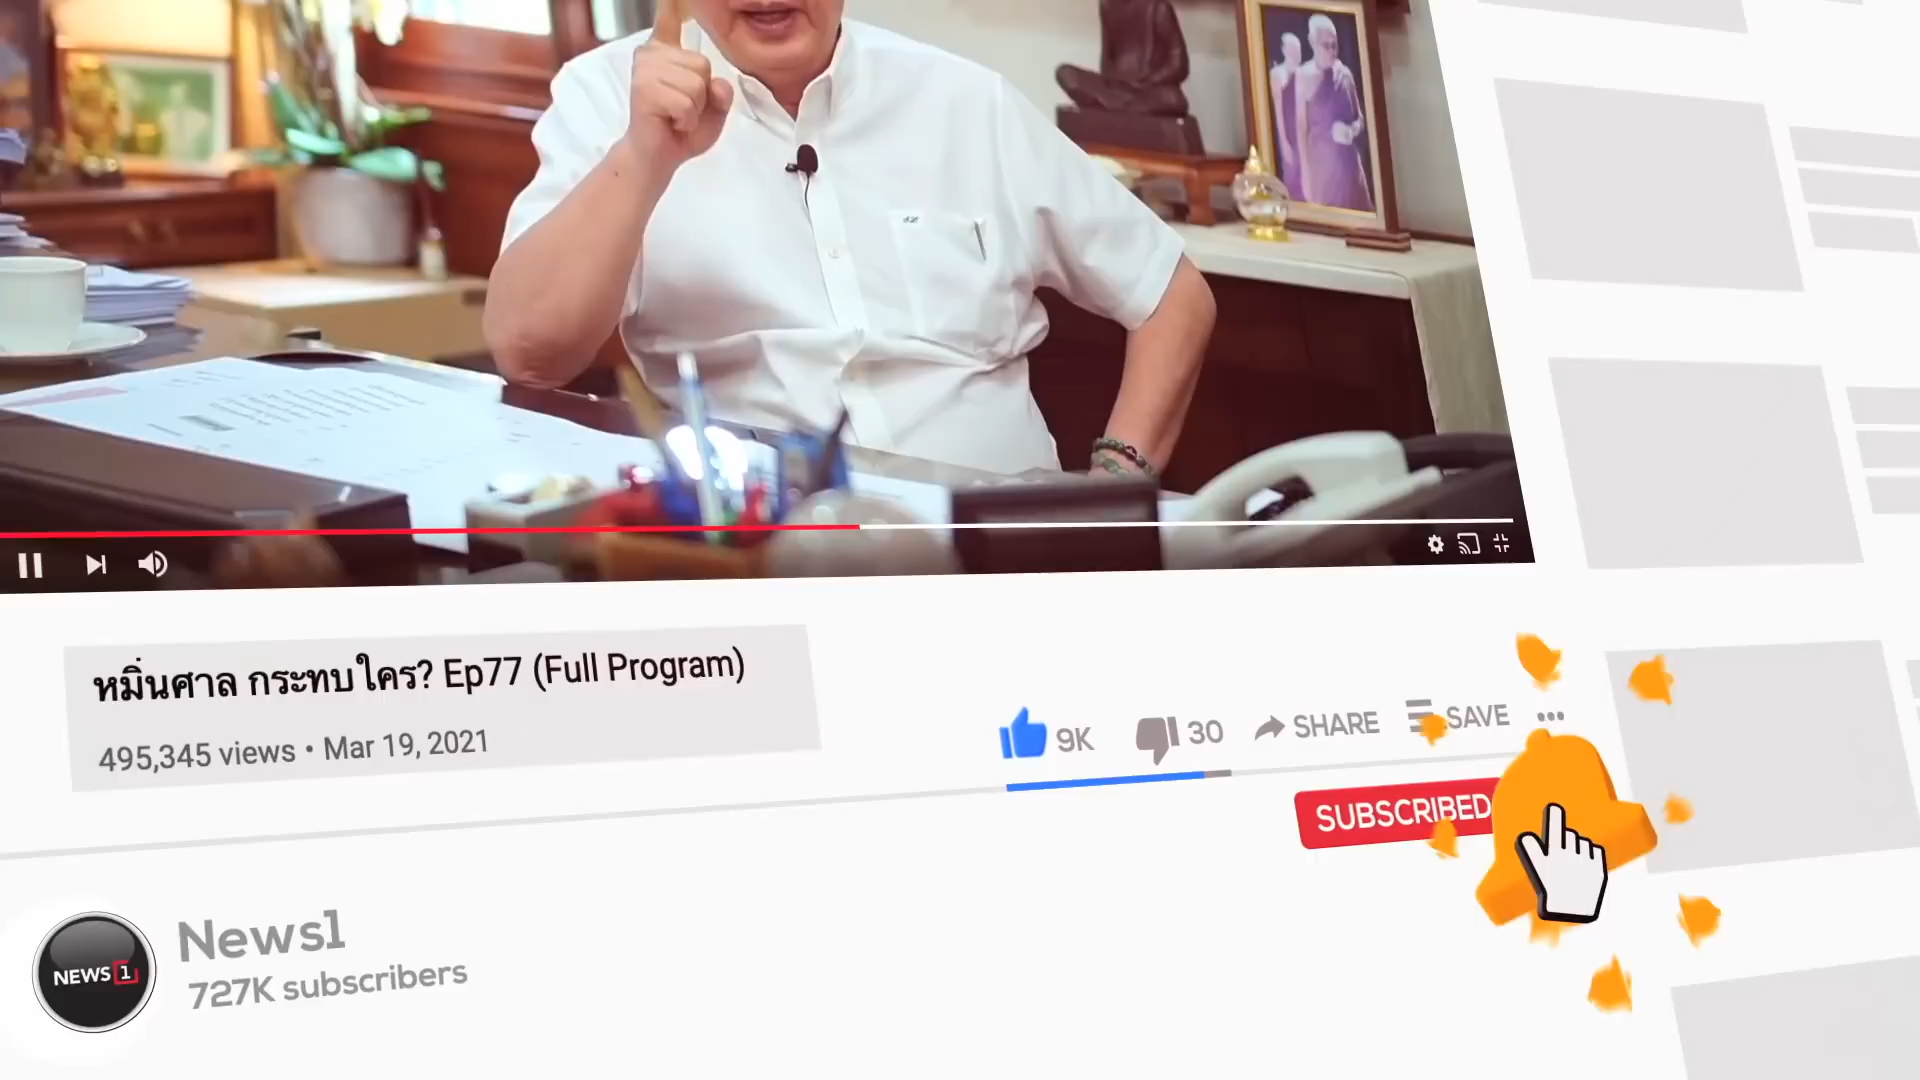 หมิ่นศาล กระทบใคร? Ep77 (Full Program)
495,345 views • Mar 19, 2021
9K
30
SHARE
SAVE
SUBSCRIBED
NEWS 1
News1
727K subscribers